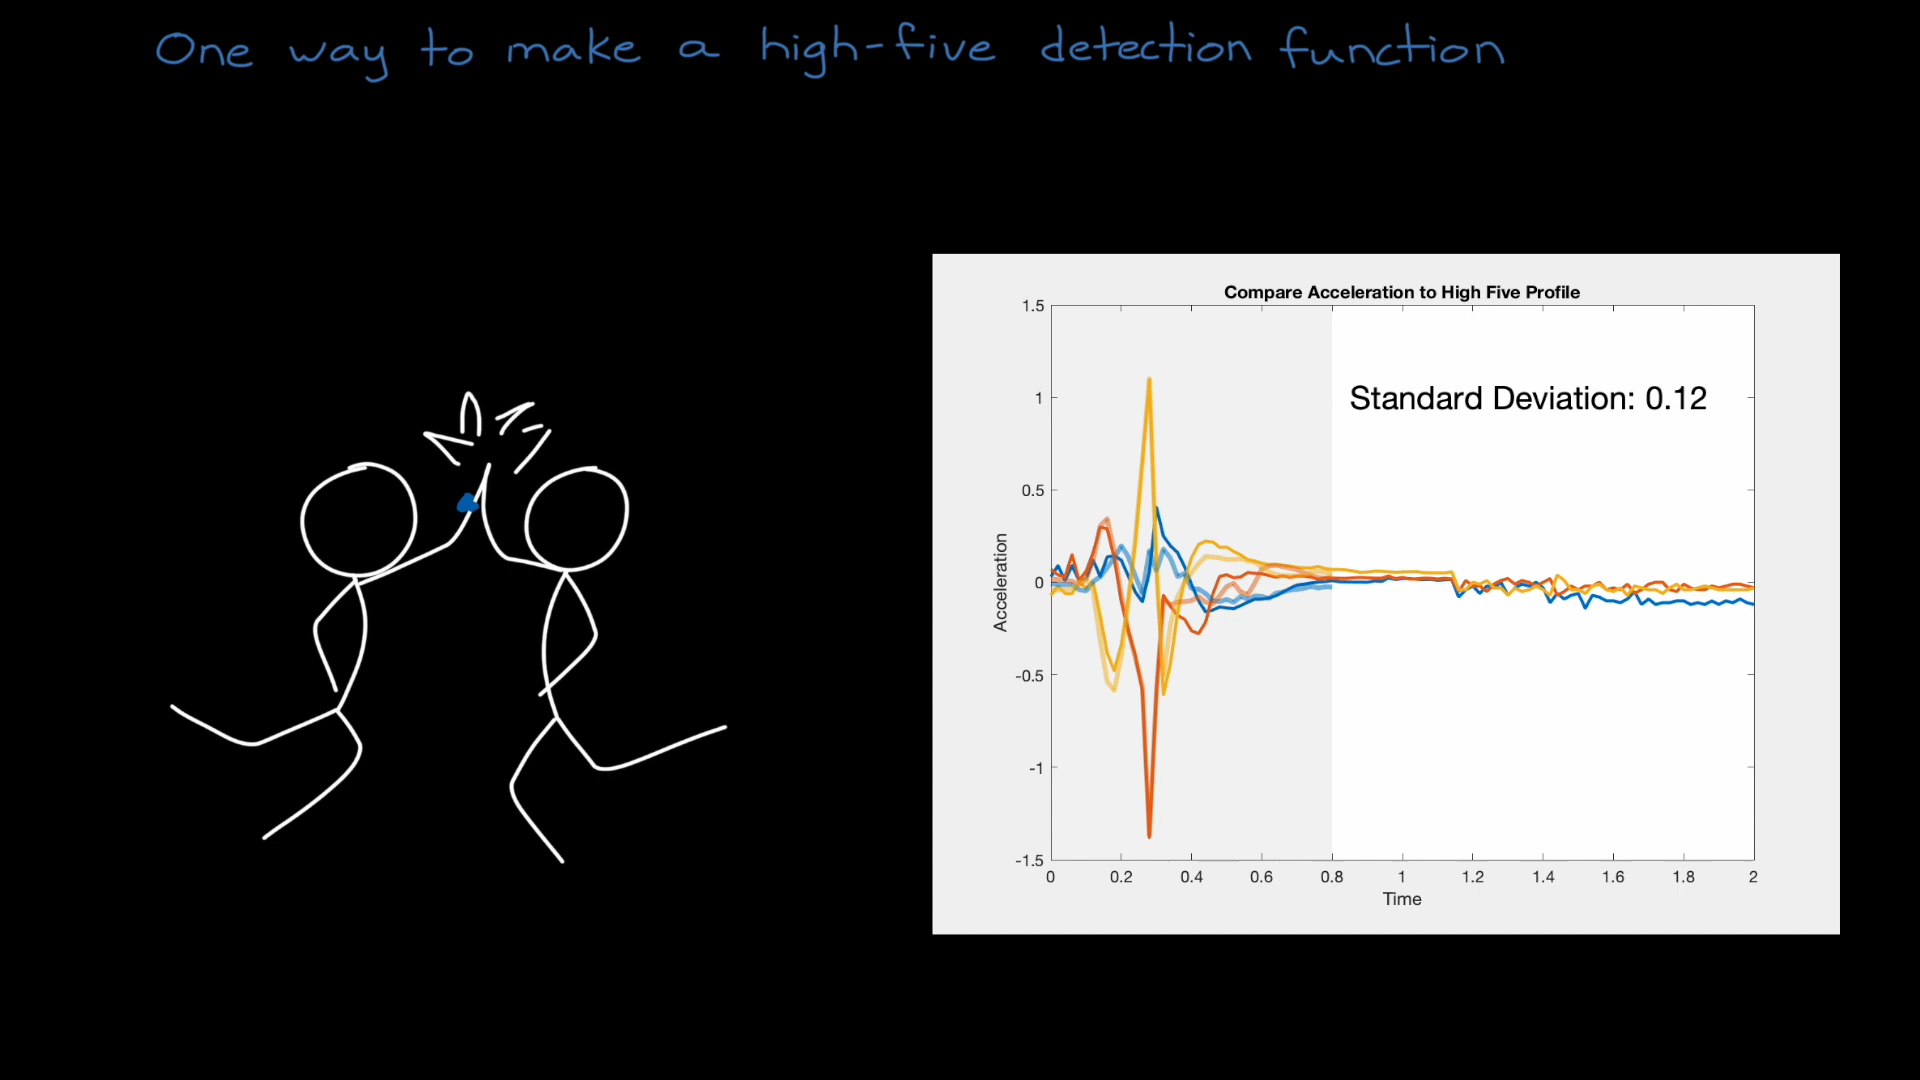 One way to make a high-five detection function
Compare Acceleration to High Five Profile
Standard Deviation: 0.12
1.5
1
0.5
0
-0.5
-1
-1.5
Acceleration
0 0.2 0.4 0.6 0.8 1 1.2 1.4 1.6 1.8 2
Time